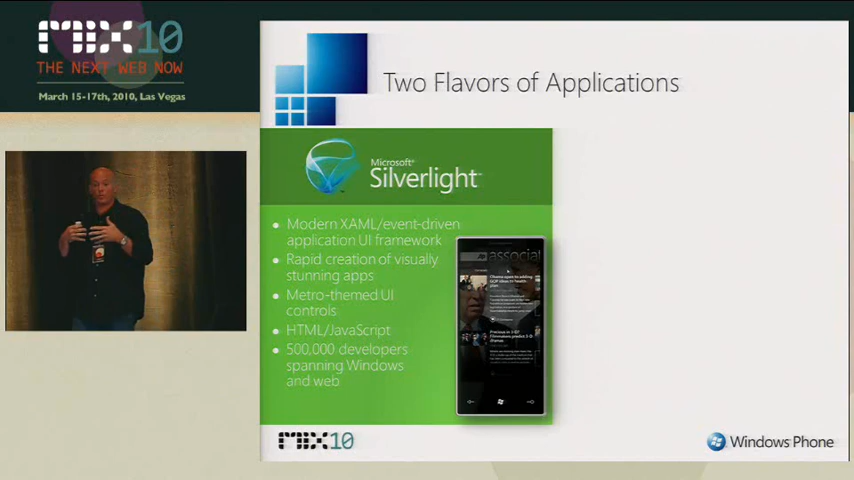 MIX10
THE NEXT WEB NOW
March 15-17th, 2010, Las Vegas
Two Flavors of Applications
Microsoft®
Silverlight™
Modern XAML/event-driven
application UI framework
Rapid creation of visually
stunning apps
Metro-themed UI
controls
HTML/JavaScript
500,000 developers
spanning Windows
and web
associat
MIX10
Windows Phone